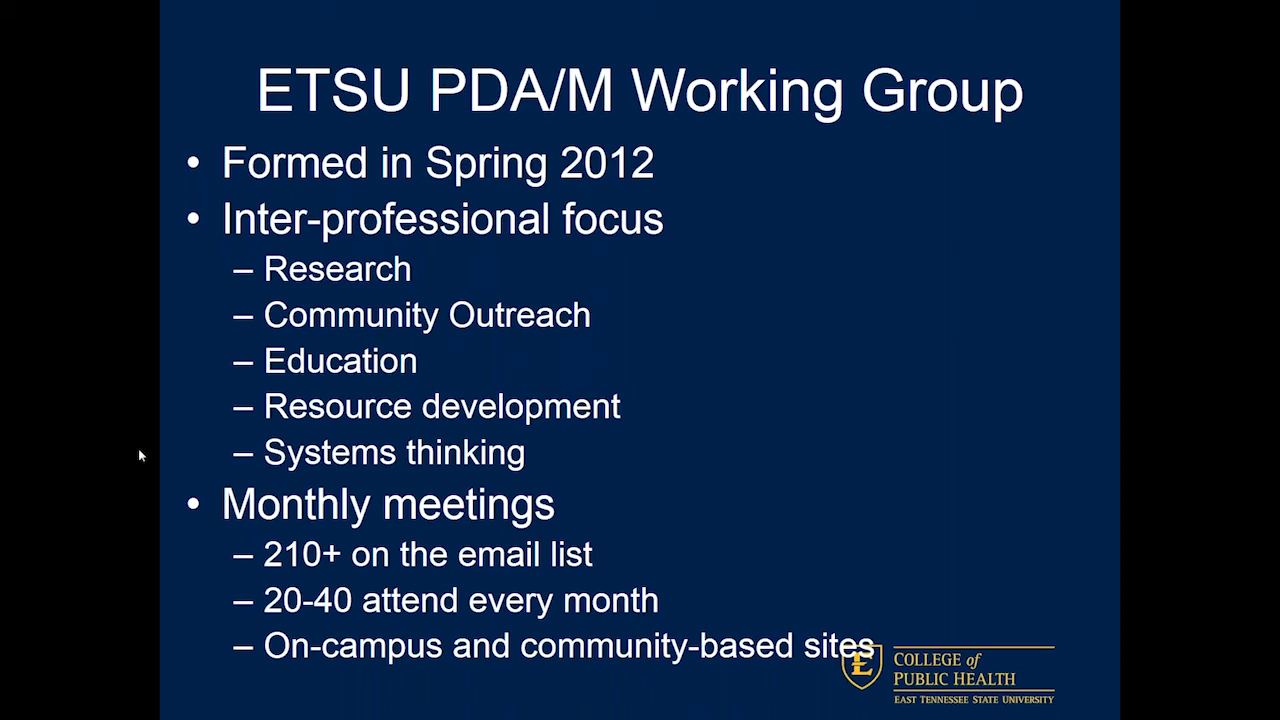 ETSU PDA/M Working Group
• Formed in Spring 2012
• Inter-professional focus
– Research
– Community Outreach
– Education
– Resource development
– Systems thinking
• Monthly meetings
– 210+ on the email list
– 20-40 attend every month
– On-campus and community-based sites
E
COLLEGE of
PUBLIC HEALTH
EAST TENNESSEE STATE UNIVERSITY